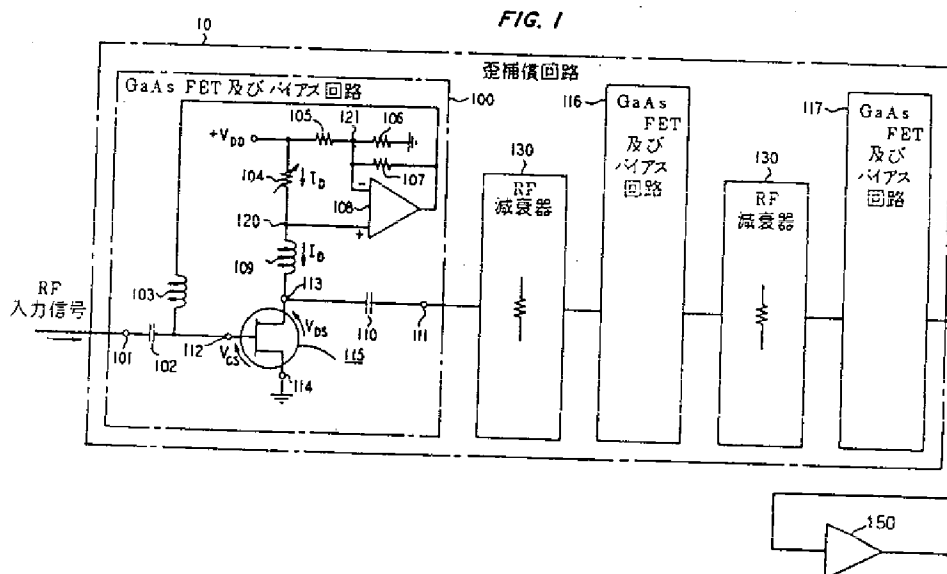 FIG. 1
10
歪補償回路
GaAs FET 及び バイアス 回路
100
105
121
106
+VDD
107
104
ID
108
−
+
120
109
ID
113
103
RF
入力信号
101
102
112
VGS
VDS
115
114
110
111
130
RF
減衰器
116
GaAs
FET
及び
バイアス
回路
130
RF
減衰器
117
GaAs
FET
及び
バイアス
回路
150